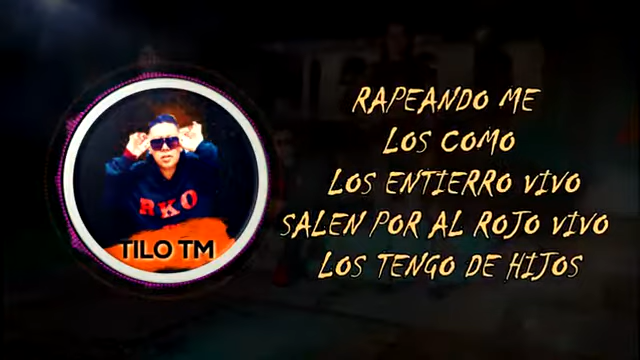 RKO
TILO TM
RAPEANDO ME
LOS COMO
LOS ENTIERRO VIVO
SALEN POR AL ROJO VIVO
LOS TENGO DE HIJOS